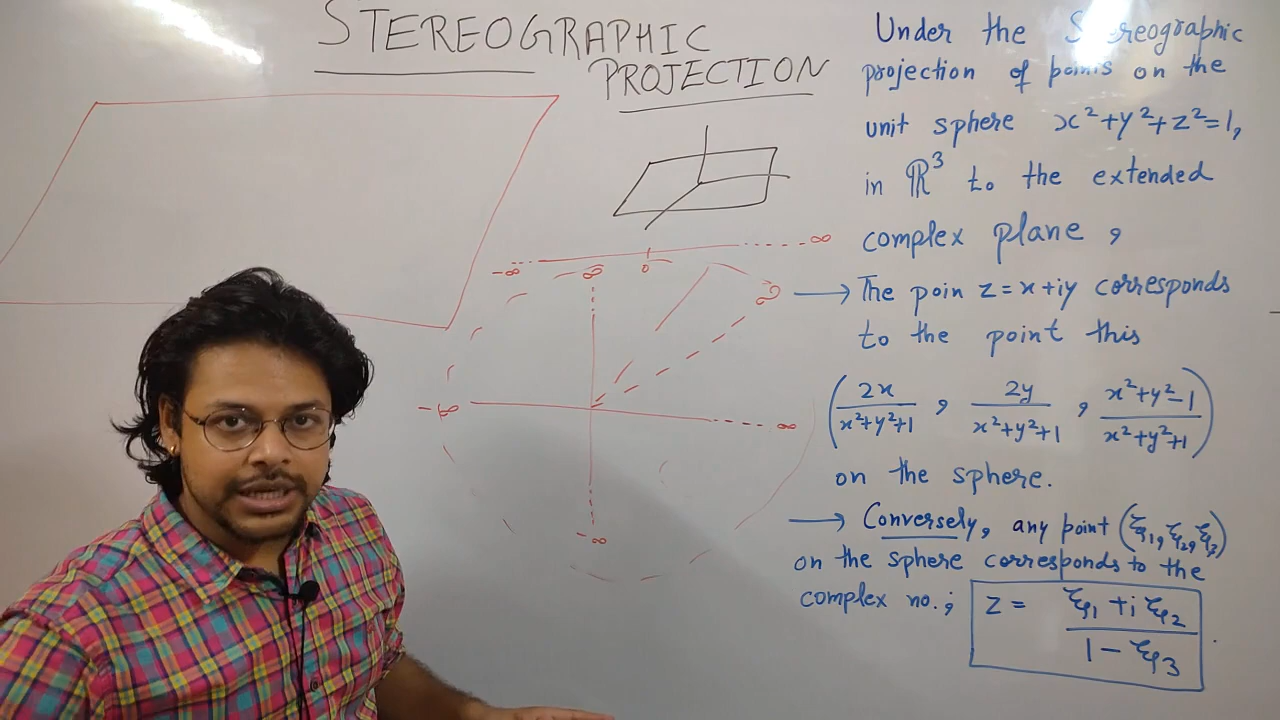 STEREOGRAPHIC
PROJECTION
-∞ 0 ∞
∞
∞
-∞ ∞
-∞
Under the Stereographic
projection of points on the
unit sphere x²+y²+z²=1,
in ℝ³ to the extended
complex plane,
→ The poin z=x+iy corresponds
to the point this
(2x/(x²+y²+1), 2y/(x²+y²+1), (x²+y²-1)/(x²+y²+1))
on the sphere.
→ Conversely, any point (ξ₁, ξ₂, ξ₃)
on the sphere corresponds to the
complex no.; z = (ξ₁+iξ₂)/(1-ξ₃)